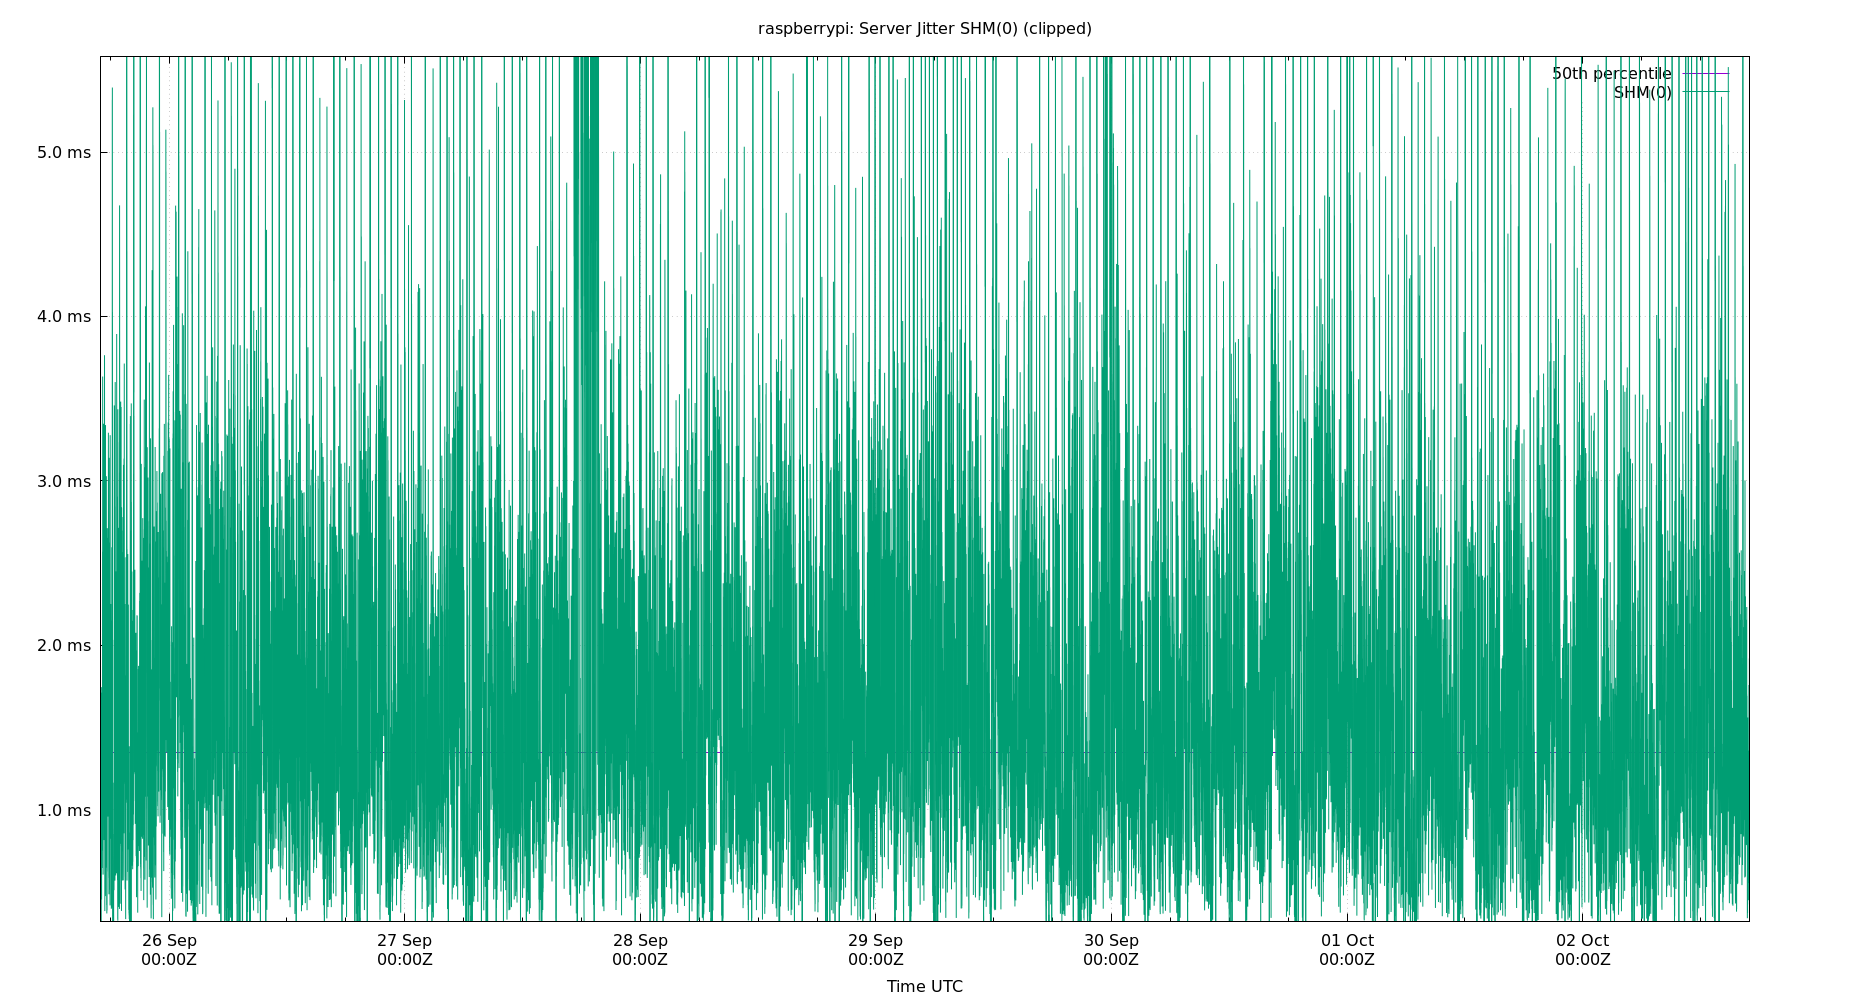 raspberrypi: Server Jitter SHM(0) (clipped)
50th percentile
SHM(0)
5.0 ms
4.0 ms
3.0 ms
2.0 ms
1.0 ms
26 Sep 27 Sep 28 Sep 29 Sep 30 Sep 01 Oct 02 Oct
00:00Z 00:00Z 00:00Z 00:00Z 00:00Z 00:00Z 00:00Z
Time UTC